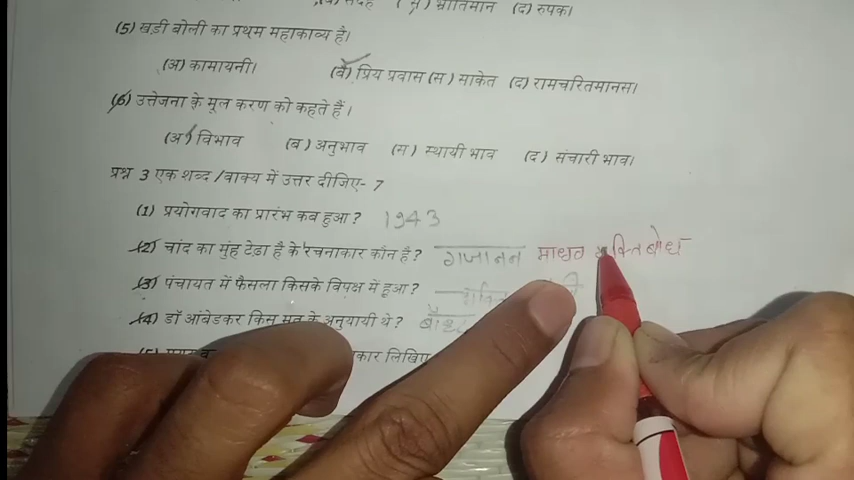 (द) रुपक।
(5) खड़ी बोली का प्रथम महाकाव्य है।
(अ) कामायनी। (ब) प्रिय प्रवास (स) साकेत (द) रामचरितमानस।
(6) उत्तेजना के मूल करण को कहते हैं।
(अ) विभाव (ब) अनुभाव (स) स्थायी भाव (द) संचारी भाव।
प्रश्न 3 एक शब्द/वाक्य में उत्तर दीजिए- 7
(1) प्रयोगवाद का प्रारंभ कब हुआ? 1943
(2) चांद का मुंह टेढ़ा है के रचनाकार कौन है? गजानन माधव
(3) पंचायत में फैसला किसके विपक्ष में हुआ?
(4) डॉ आंबेडकर किस मत के अनुयायी थे?